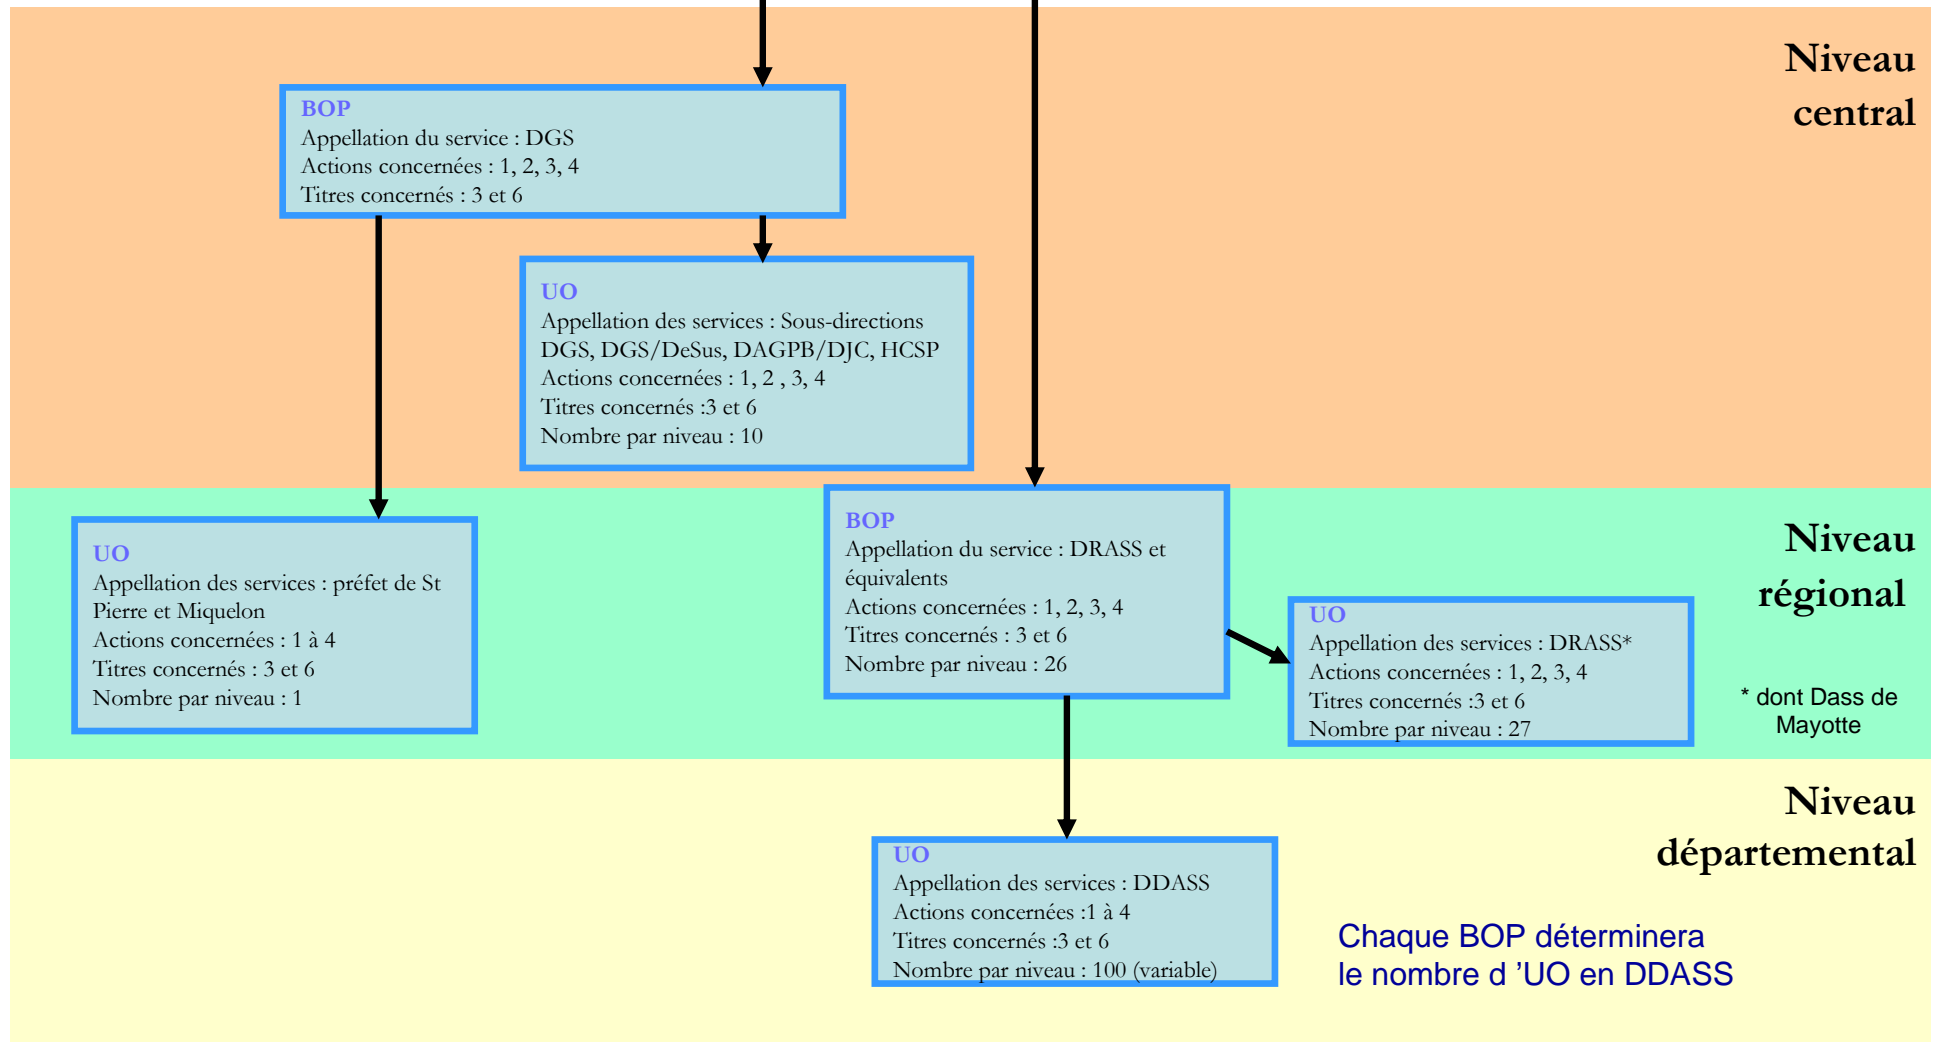 Niveau
central
BOP
Appellation du service : DGS
Actions concernées : 1, 2, 3, 4
Titres concernés : 3 et 6
UO
Appellation des services : Sous-directions
DGS, DGS/DeSus, DAGPB/DJC, HCSP
Actions concernées : 1, 2 , 3, 4
Titres concernés :3 et 6
Nombre par niveau : 10
Niveau
régional
UO
Appellation des services : préfet de St
Pierre et Miquelon
Actions concernées : 1 à 4
Titres concernés : 3 et 6
Nombre par niveau : 1
BOP
Appellation du service : DRASS et
équivalents
Actions concernées : 1, 2, 3, 4
Titres concernés : 3 et 6
Nombre par niveau : 26
UO
Appellation des services : DRASS*
Actions concernées : 1, 2, 3, 4
Titres concernés :3 et 6
Nombre par niveau : 27
* dont Dass de
Mayotte
Niveau
départemental
UO
Appellation des services : DDASS
Actions concernées :1 à 4
Titres concernés :3 et 6
Nombre par niveau : 100 (variable)
Chaque BOP déterminera
le nombre d ’UO en DDASS